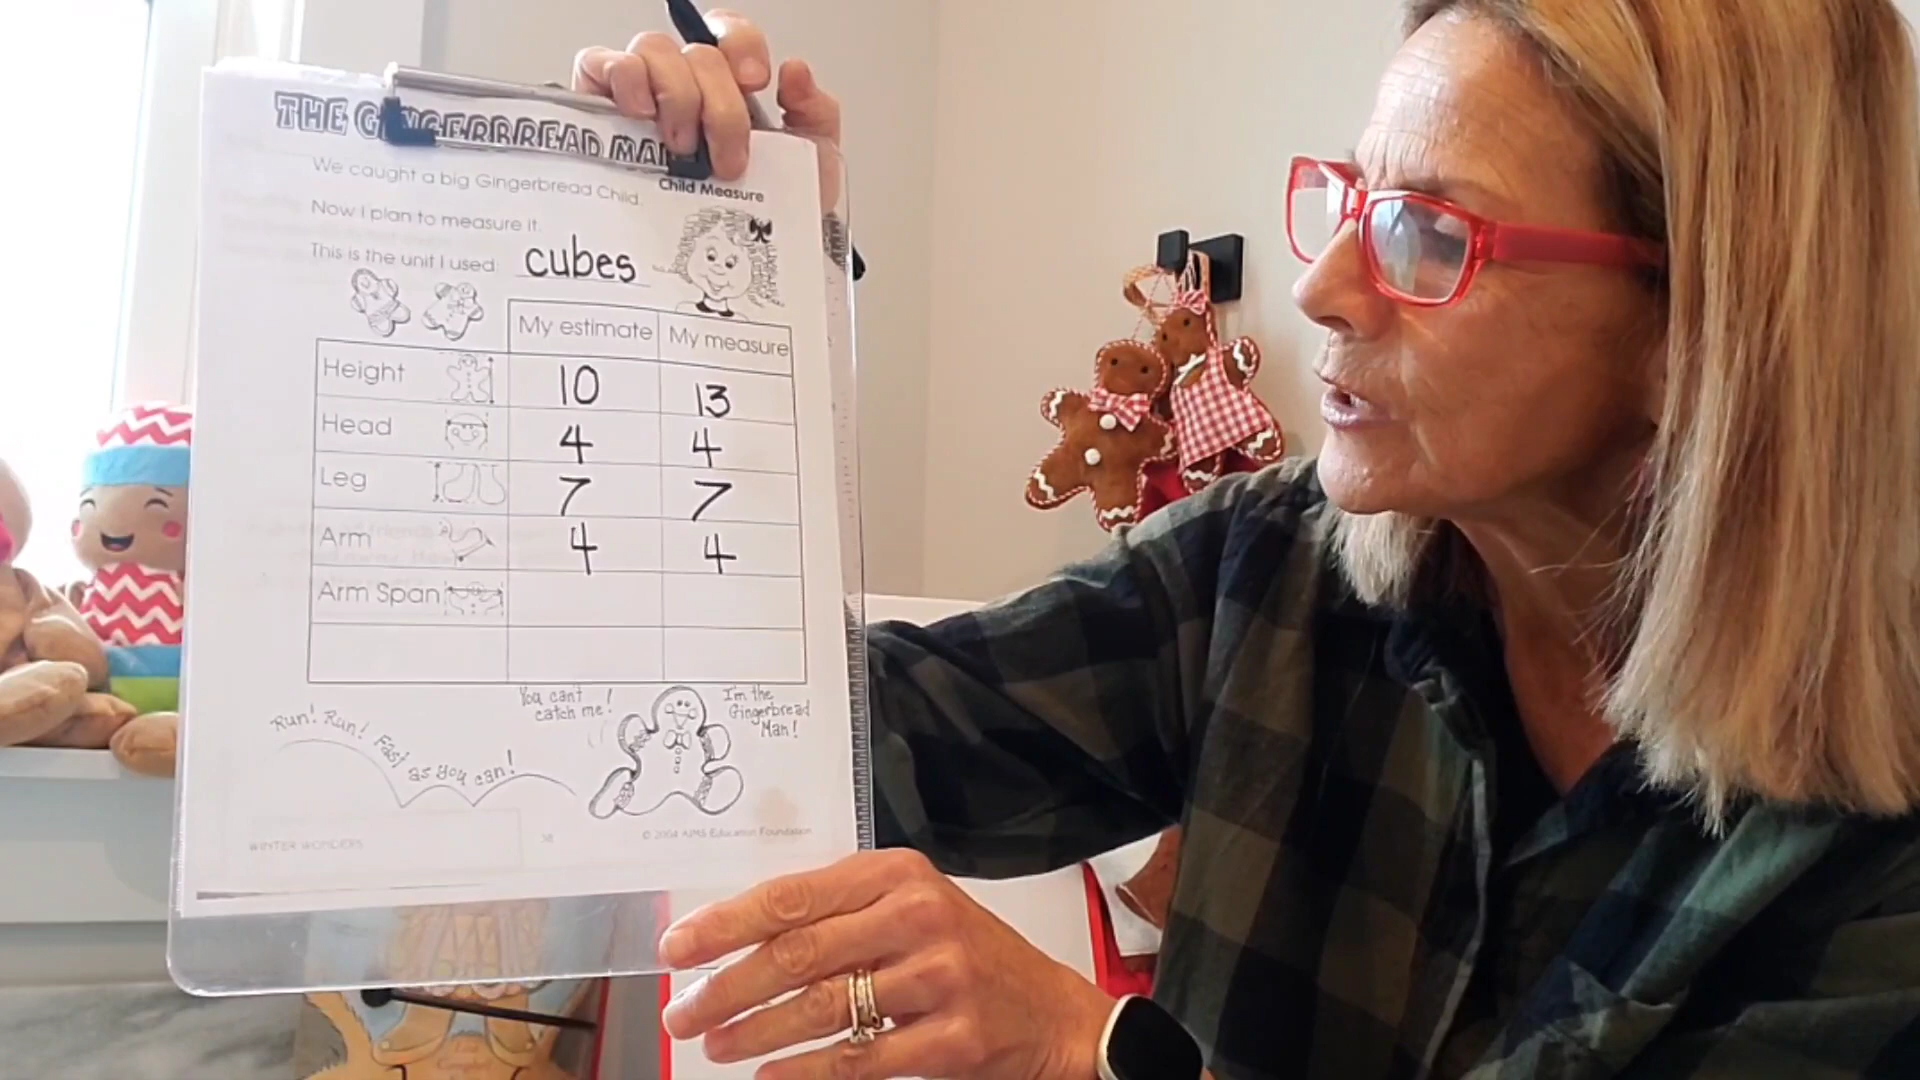 THE GINGERBREAD MAN
We caught a big Gingerbread Child.
Child Measure
Now I plan to measure it.
This is the unit I used: cubes
My estimate My measure
Height 10 13
Head 4 4
Leg 7 7
Arm 4 4
Arm Span
You can't catch me!
I'm the Gingerbread Man!
Run! Run! Fast as you can!
WINTER WONDERS
58
© 2004 AIMS Education Foundation